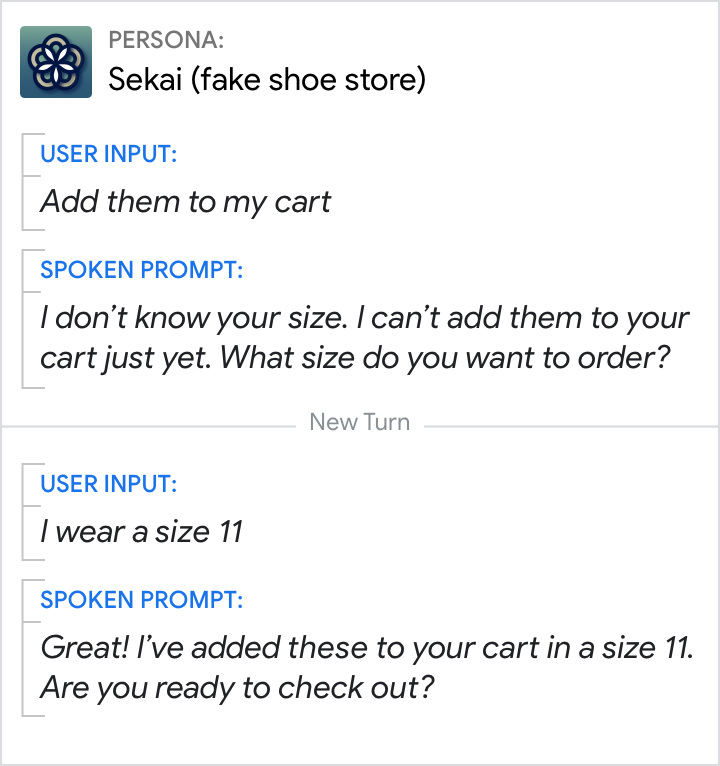 PERSONA:
Sekai (fake shoe store)
USER INPUT:
Add them to my cart
SPOKEN PROMPT:
I don’t know your size. I can’t add them to your
cart just yet. What size do you want to order?
New Turn
USER INPUT:
I wear a size 11
SPOKEN PROMPT:
Great! I’ve added these to your cart in a size 11.
Are you ready to check out?